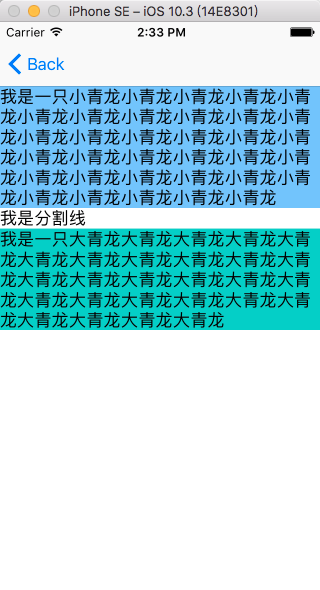 iPhone SE – iOS 10.3 (14E8301)
Carrier 2:33 PM
Back
我是一只小青龙小青龙小青龙小青龙小青
龙小青龙小青龙小青龙小青龙小青龙小青
龙小青龙小青龙小青龙小青龙小青龙小青
龙小青龙小青龙小青龙小青龙小青龙小青
龙小青龙小青龙小青龙小青龙小青龙小青
龙小青龙小青龙小青龙小青龙小青龙
我是分割线
我是一只大青龙大青龙大青龙大青龙大青
龙大青龙大青龙大青龙大青龙大青龙大青
龙大青龙大青龙大青龙大青龙大青龙大青
龙大青龙大青龙大青龙大青龙大青龙大青
龙大青龙大青龙大青龙大青龙